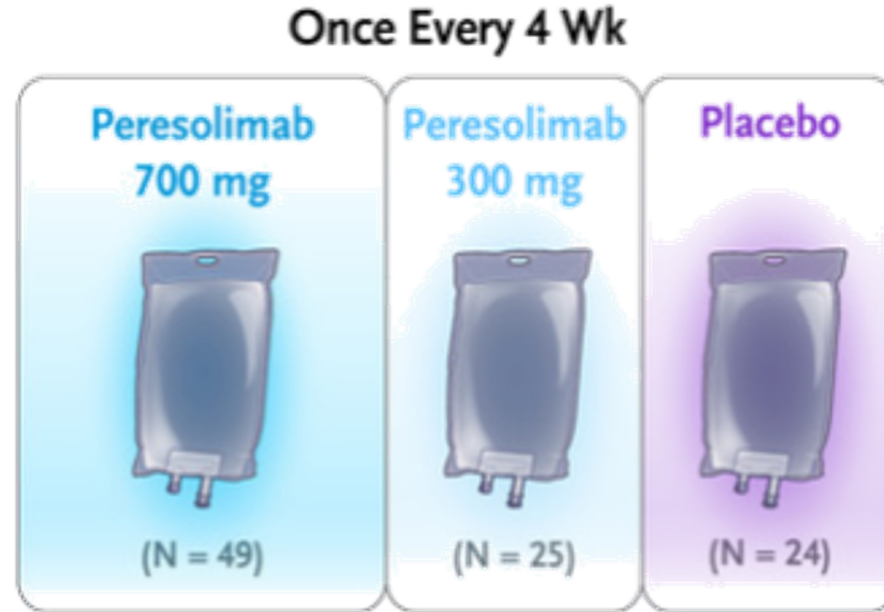 Once Every 4 Wk
Peresolimab
700 mg
(N = 49)
Peresolimab
300 mg
(N = 25)
Placebo
(N = 24)